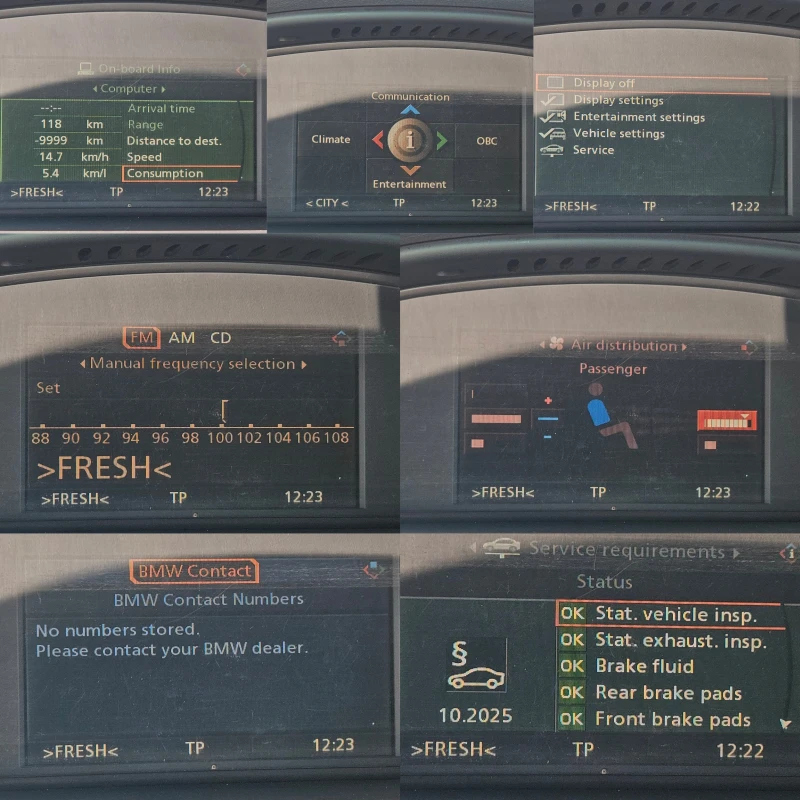 On-board Info
Computer
--:-- Arrival time
118 km Range
-9999 km Distance to dest.
14.7 km/h Speed
5.4 km/l Consumption
>FRESH< TP 12:23
Communication
Climate i OBC
Entertainment
< CITY < TP 12:23
Display off
Display settings
Entertainment settings
Vehicle settings
Service
>FRESH< TP 12:22
FM AM CD
Manual frequency selection
Set
88 90 92 94 96 98 100 102 104 106 108
>FRESH<
>FRESH< TP 12:23
Air distribution
Passenger
+
-
>FRESH< TP 12:23
BMW Contact
BMW Contact Numbers
No numbers stored.
Please contact your BMW dealer.
>FRESH< TP 12:23
Service requirements i
Status
OK Stat. vehicle insp.
OK Stat. exhaust. insp.
§
OK Brake fluid
OK Rear brake pads
10.2025
OK Front brake pads
>FRESH< TP 12:22